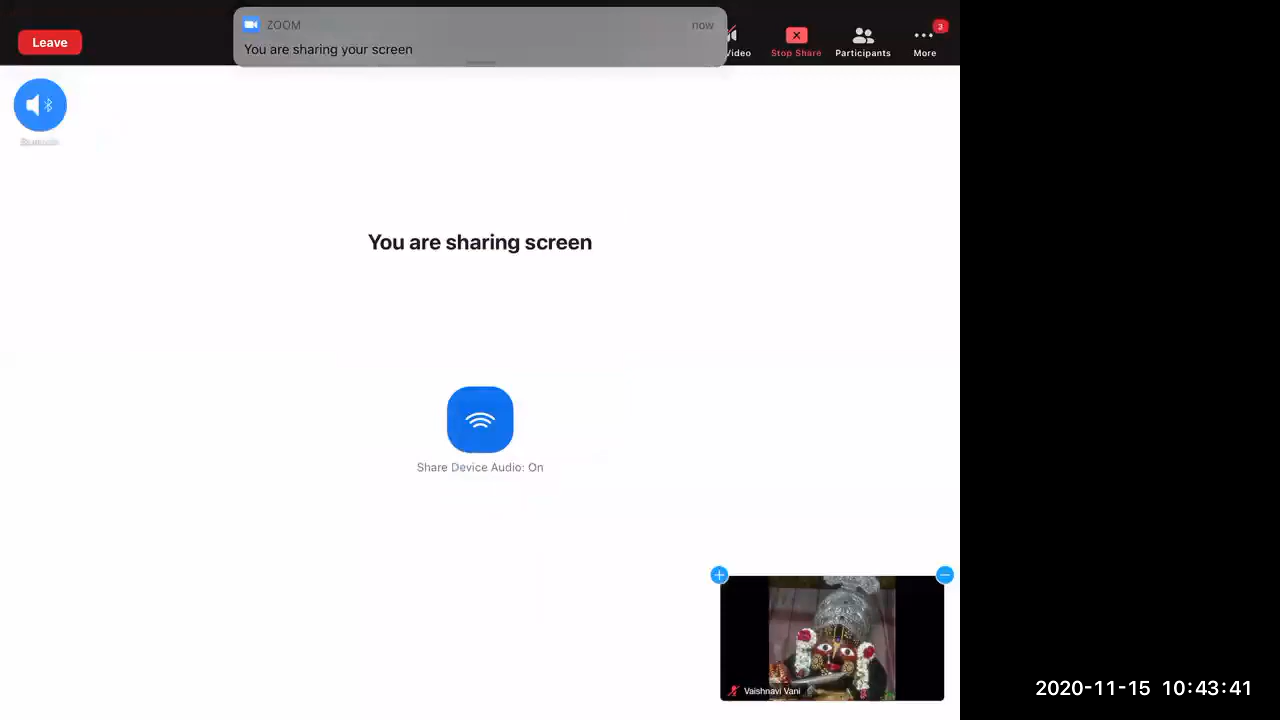 ZOOM
now
You are sharing your screen
Leave
Video
Stop Share
Participants
More
3
You are sharing screen
Share Device Audio: On
Vaishnavi Vani
2020-11-15 10:43:41